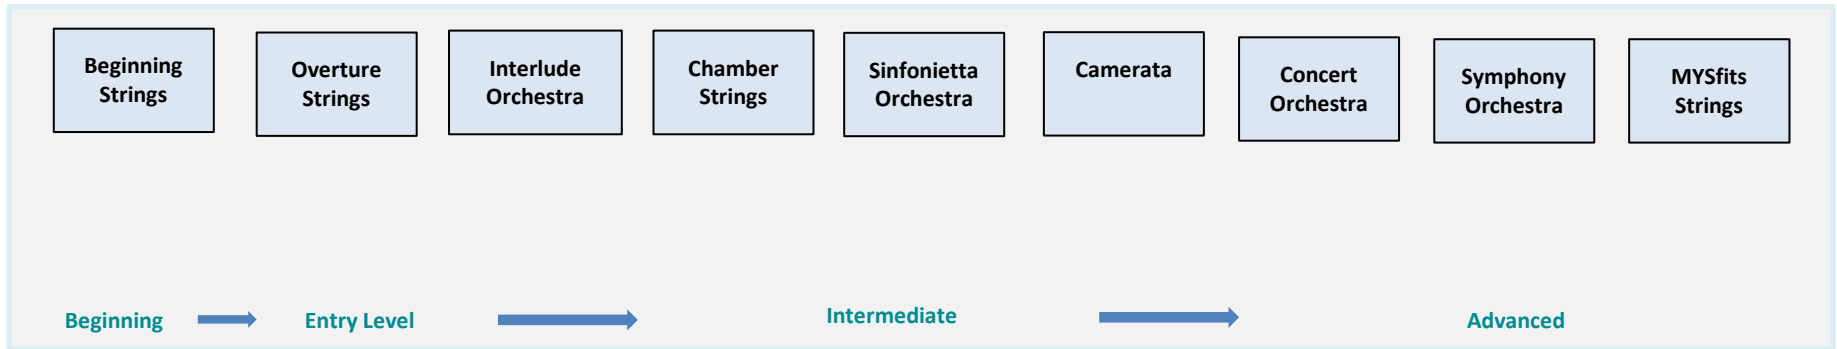 Beginning
Strings
Overture
Strings
Interlude
Orchestra
Chamber
Strings
Sinfonietta
Orchestra
Camerata
Concert
Orchestra
Symphony
Orchestra
MYSfits
Strings
Beginning
Entry Level
Intermediate
Advanced